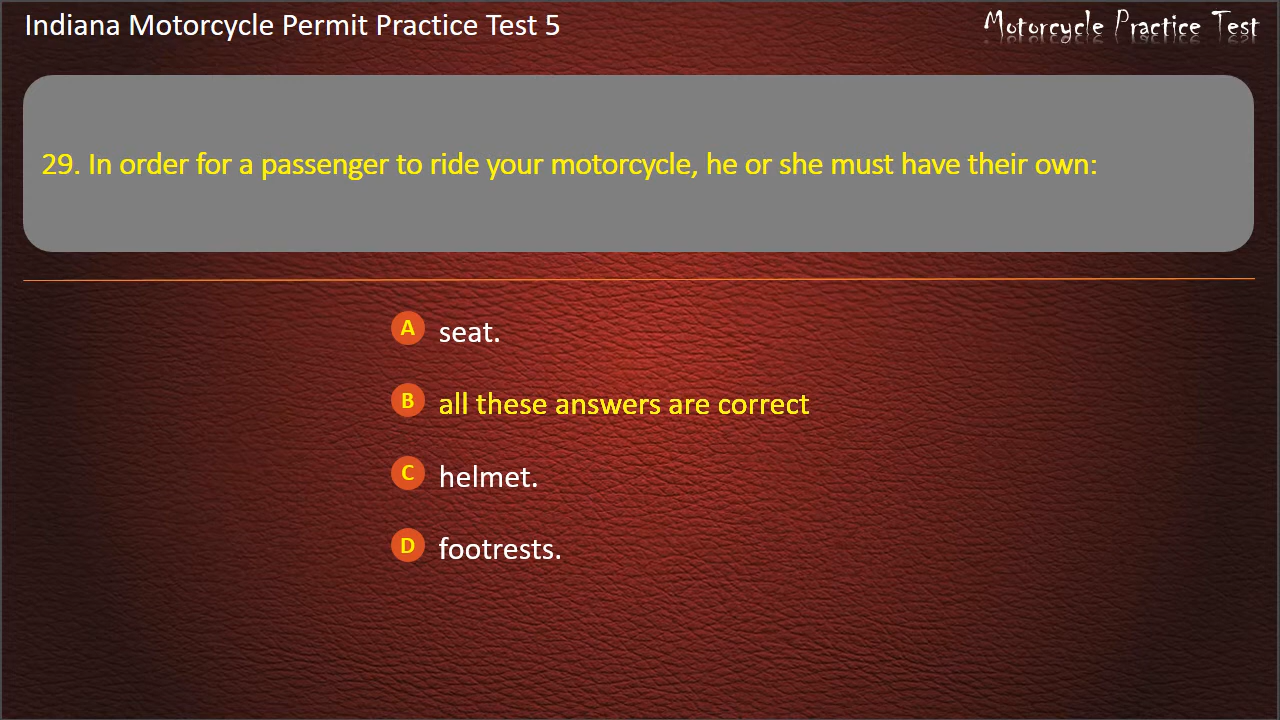 Indiana Motorcycle Permit Practice Test 5
Motorcycle Practice Test
29. In order for a passenger to ride your motorcycle, he or she must have their own:
A seat.
B all these answers are correct
C helmet.
D footrests.